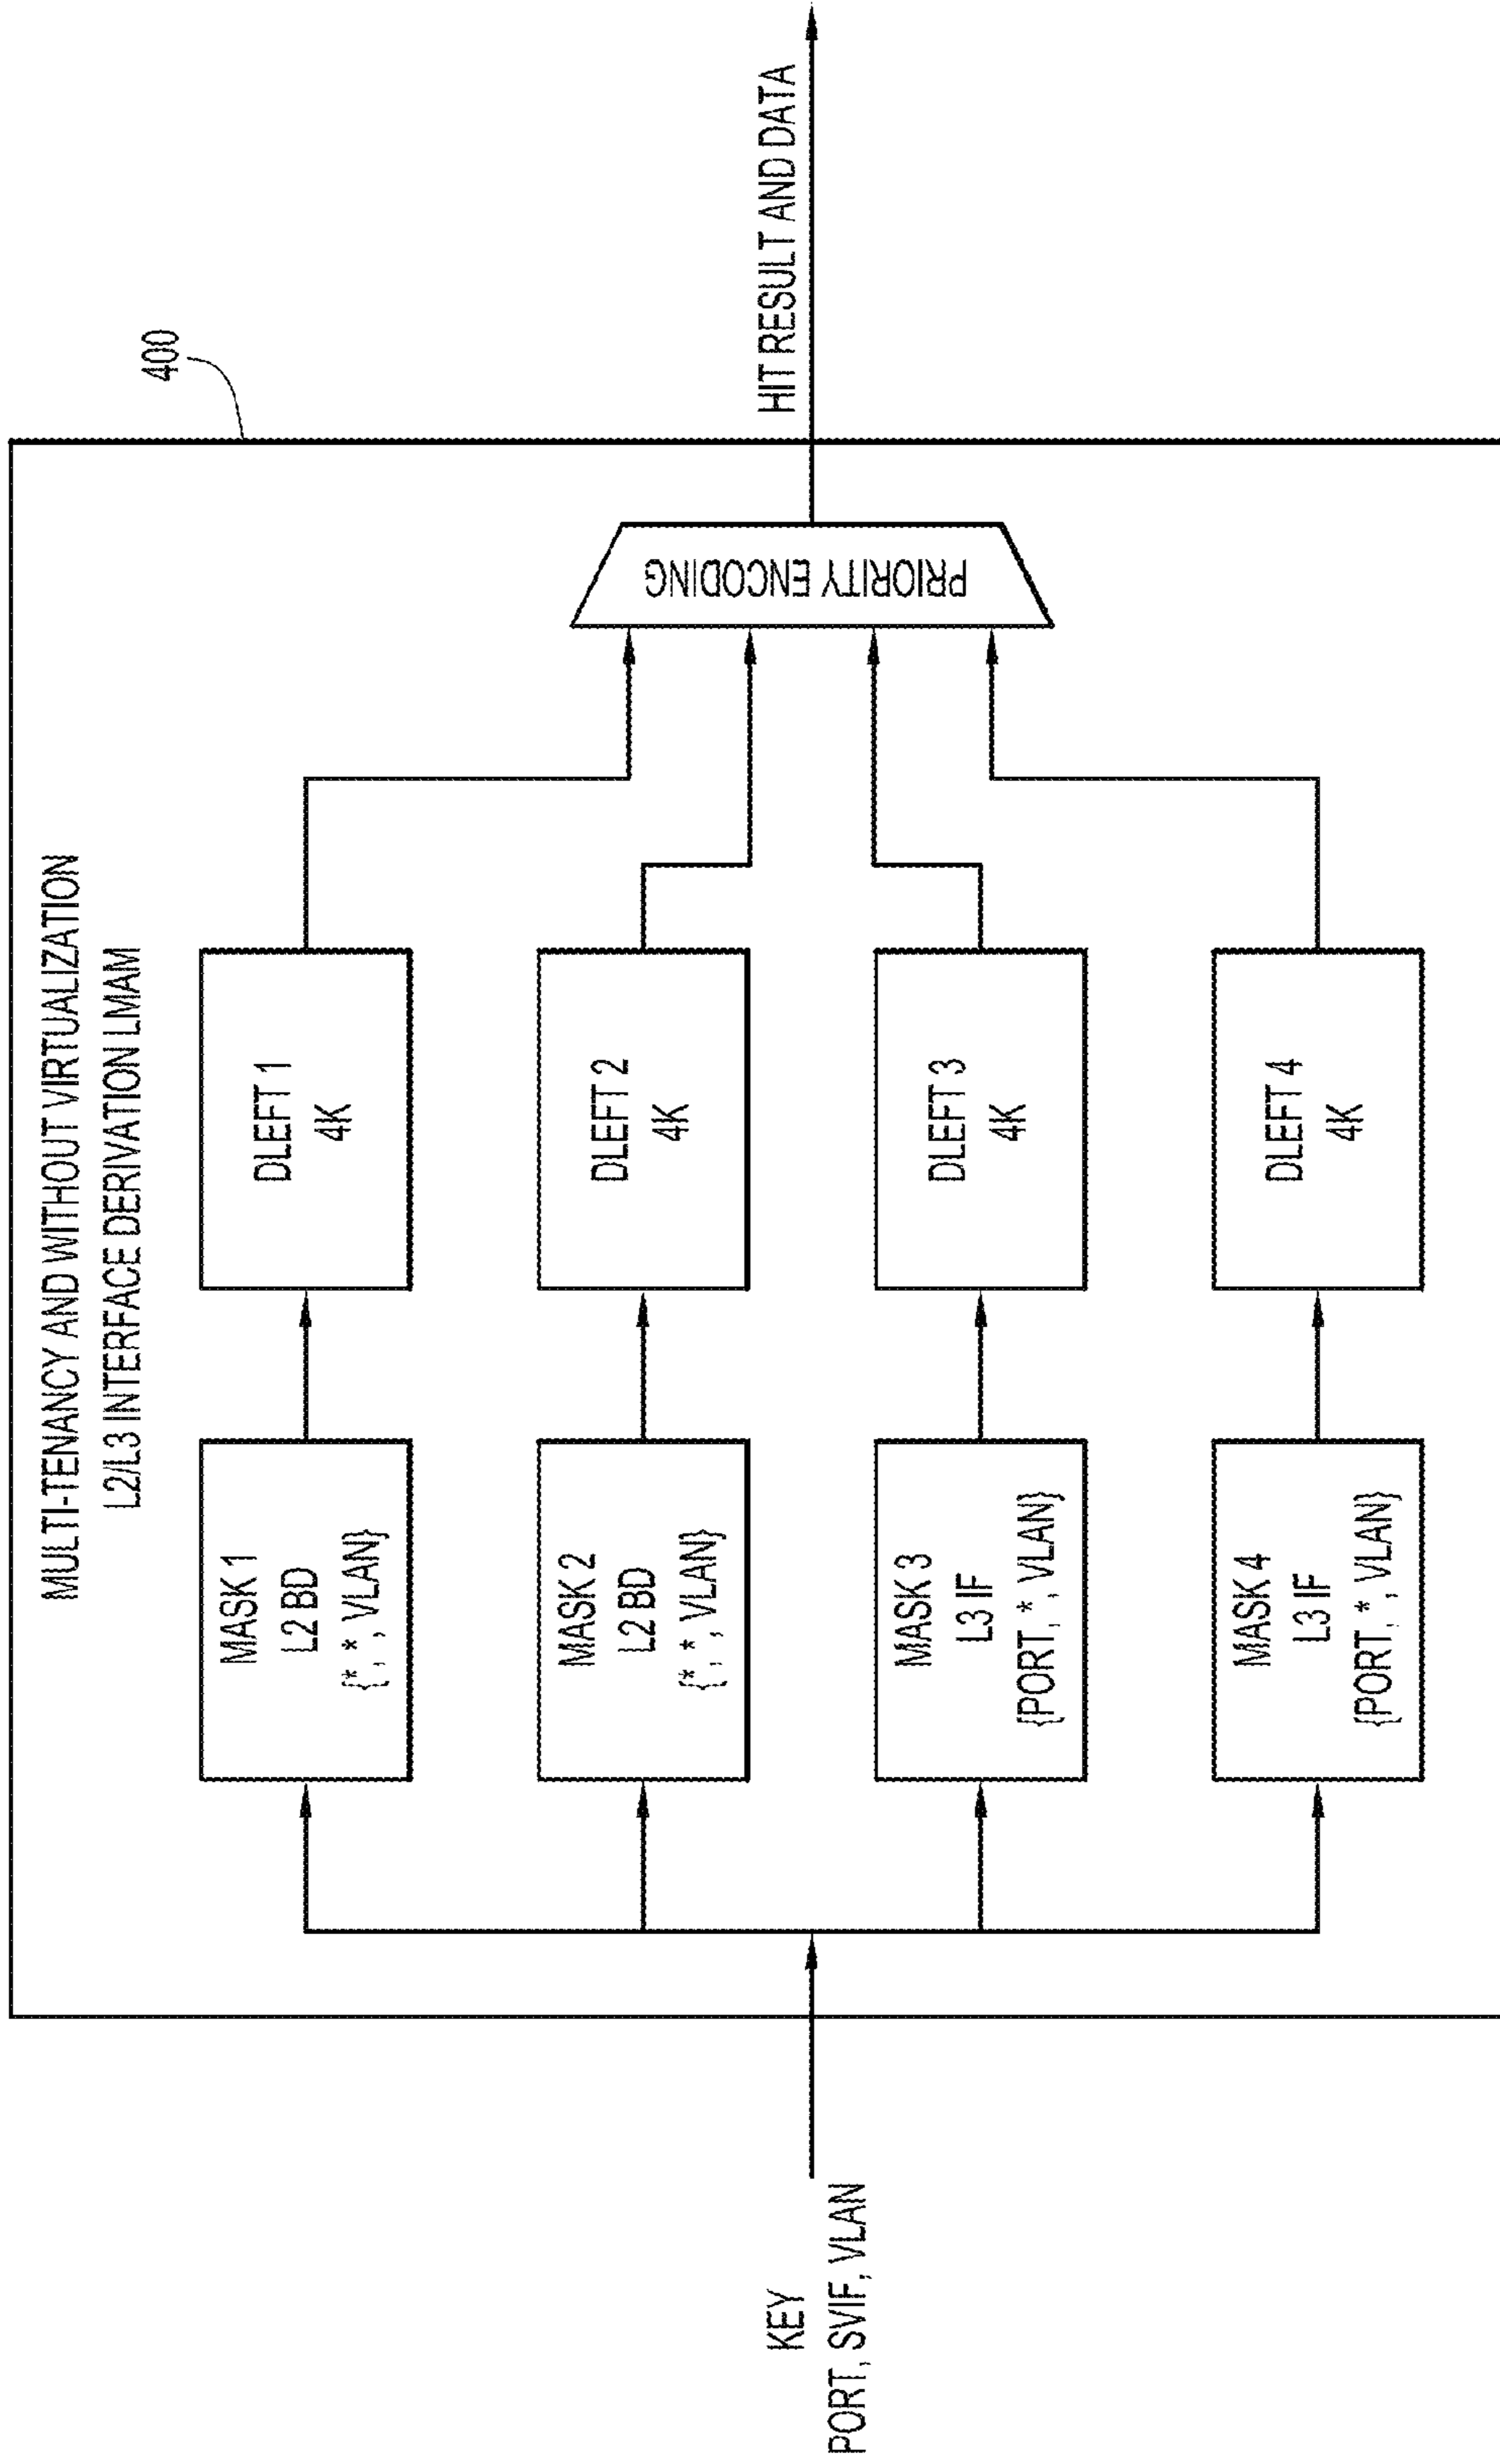 MULTI-TENANCY AND WITHOUT VIRTUALIZATION
L2/L3 INTERFACE DERIVATION LMAM
400
KEY
PORT, SVIF, VLAN
MASK 1
L2 BD
{*, *, VLAN}
DLEFT 1
4K
MASK 2
L2 BD
{*, *, VLAN}
DLEFT 2
4K
MASK 3
L3 IF
{PORT, *, VLAN}
DLEFT 3
4K
MASK 4
L3 IF
{PORT, *, VLAN}
DLEFT 4
4K
PRIORITY ENCODING
HIT RESULT AND DATA